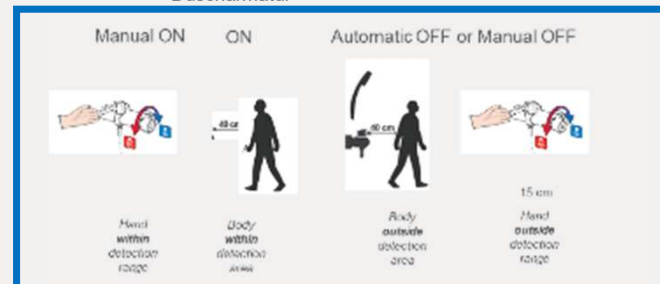 Manual ON
ON
Automatic OFF or Manual OFF
40 cm
40 cm
15 cm
Hand
within
detection
range
Body
within
detection
area
Body
outside
detection
area
Hand
outside
detection
range